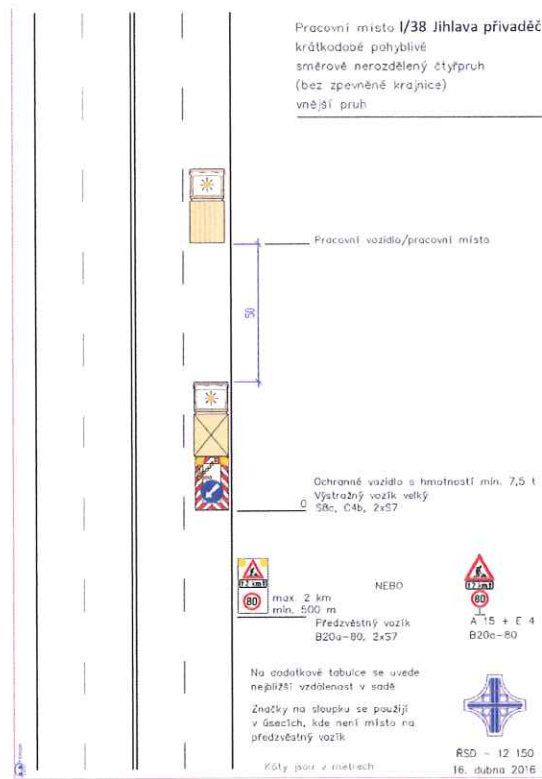 Pracovní místo I/38 Jihlava přivaděč
krátkodobé pohyblivé
směrově nerozdělený čtyřpruh
(bez zpevněné krajnice)
vnější pruh
Pracovní vozidlo/pracovní místo
50
Ochranné vozidlo s hmotností min. 7,5 t
Výstražný vozík velký
S8c, C4b, 2xS7
0
NEBO
80
max. 2 km
min. 500 m
Předzvěstný vozík
B20a-80, 2xS7
80
A 15 + E 4
B20a-80
Na dodatkové tabulce se uvede
nejbližší vzdálenost v sadě
Značky na sloupku se použijí
v úsecích, kde není místo na
předzvěstný vozík
Kóty jsou v metrech
ŘSD - 12 150
16. dubna 2016